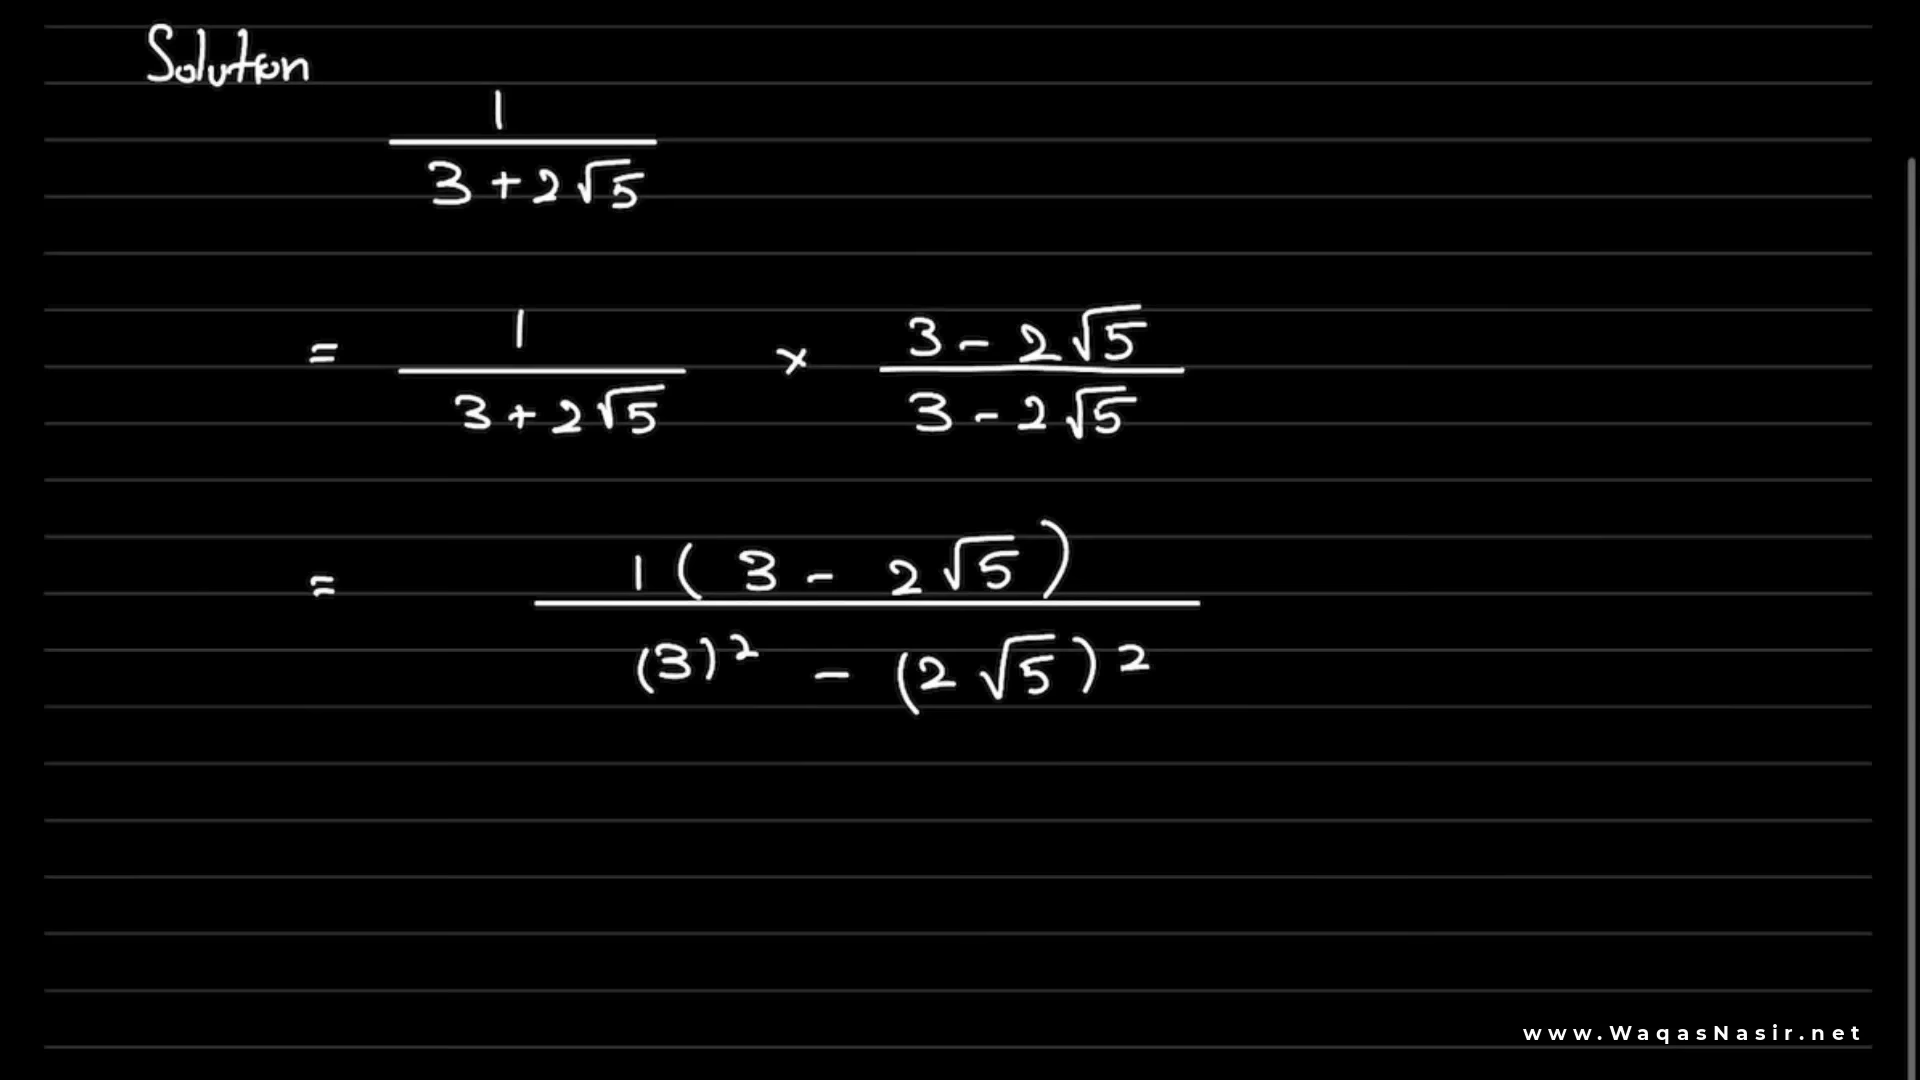 Solution
1
3 + 2√5
= 1 × 3 - 2√5
3 + 2√5 3 - 2√5
= 1 ( 3 - 2√5 )
(3)² - (2√5)²
www.WaqasNasir.net